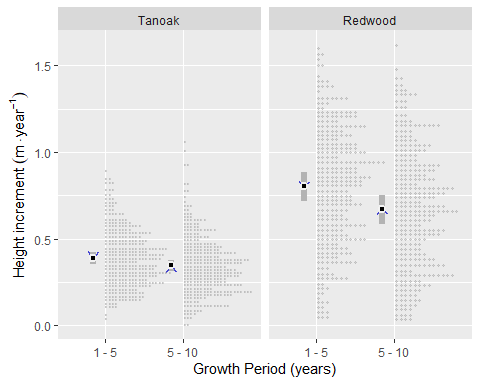 Tanoak Redwood
Height increment (m · year⁻¹)
1.5
1.0
0.5
0.0
1 - 5 5 - 10 1 - 5 5 - 10
Growth Period (years)